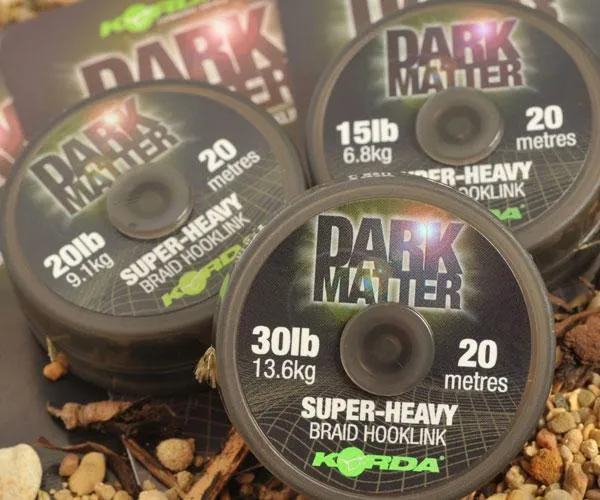 KORDA
DARK
MATTER
DARK
MATTER
20
metres
20lb
9.1kg
SUPER-HEAVY
BRAID HOOKLINK
KORDA
DARK
MATTER
15lb
6.8kg
20
metres
SUPER-HEAVY
HOOKLINK
KORDA
DARK
MATTER
30lb
13.6kg
20
metres
SUPER-HEAVY
BRAID HOOKLINK
KORDA